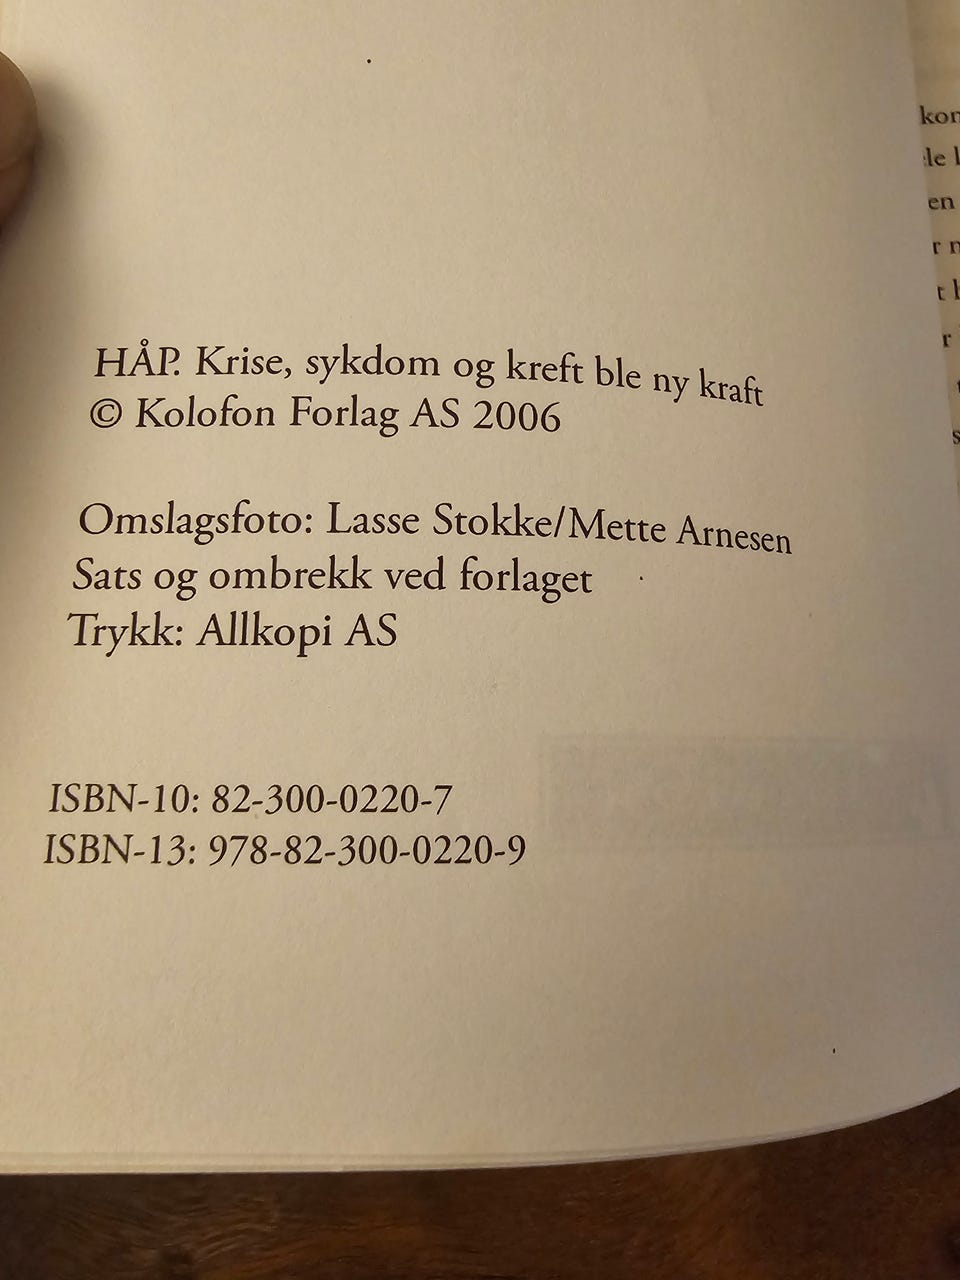 HÅP. Krise, sykdom og kreft ble ny kraft
© Kolofon Forlag AS 2006
Omslagsfoto: Lasse Stokke/Mette Arnesen
Sats og ombrekk ved forlaget
Trykk: Allkopi AS
ISBN-10: 82-300-0220-7
ISBN-13: 978-82-300-0220-9